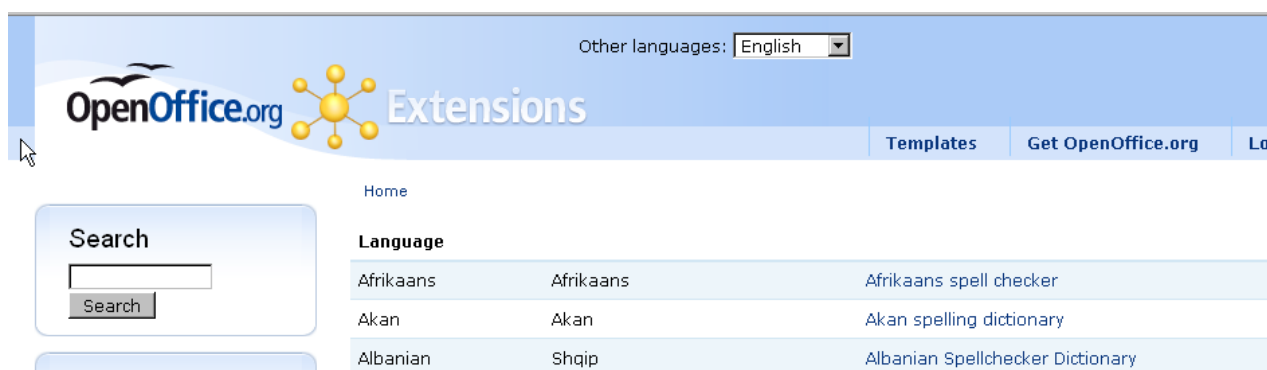 Other languages: English
OpenOffice.org Extensions
Templates Get OpenOffice.org
Home
Search
Search
Language
Afrikaans Afrikaans Afrikaans spell checker
Akan Akan Akan spelling dictionary
Albanian Shqip Albanian Spellchecker Dictionary